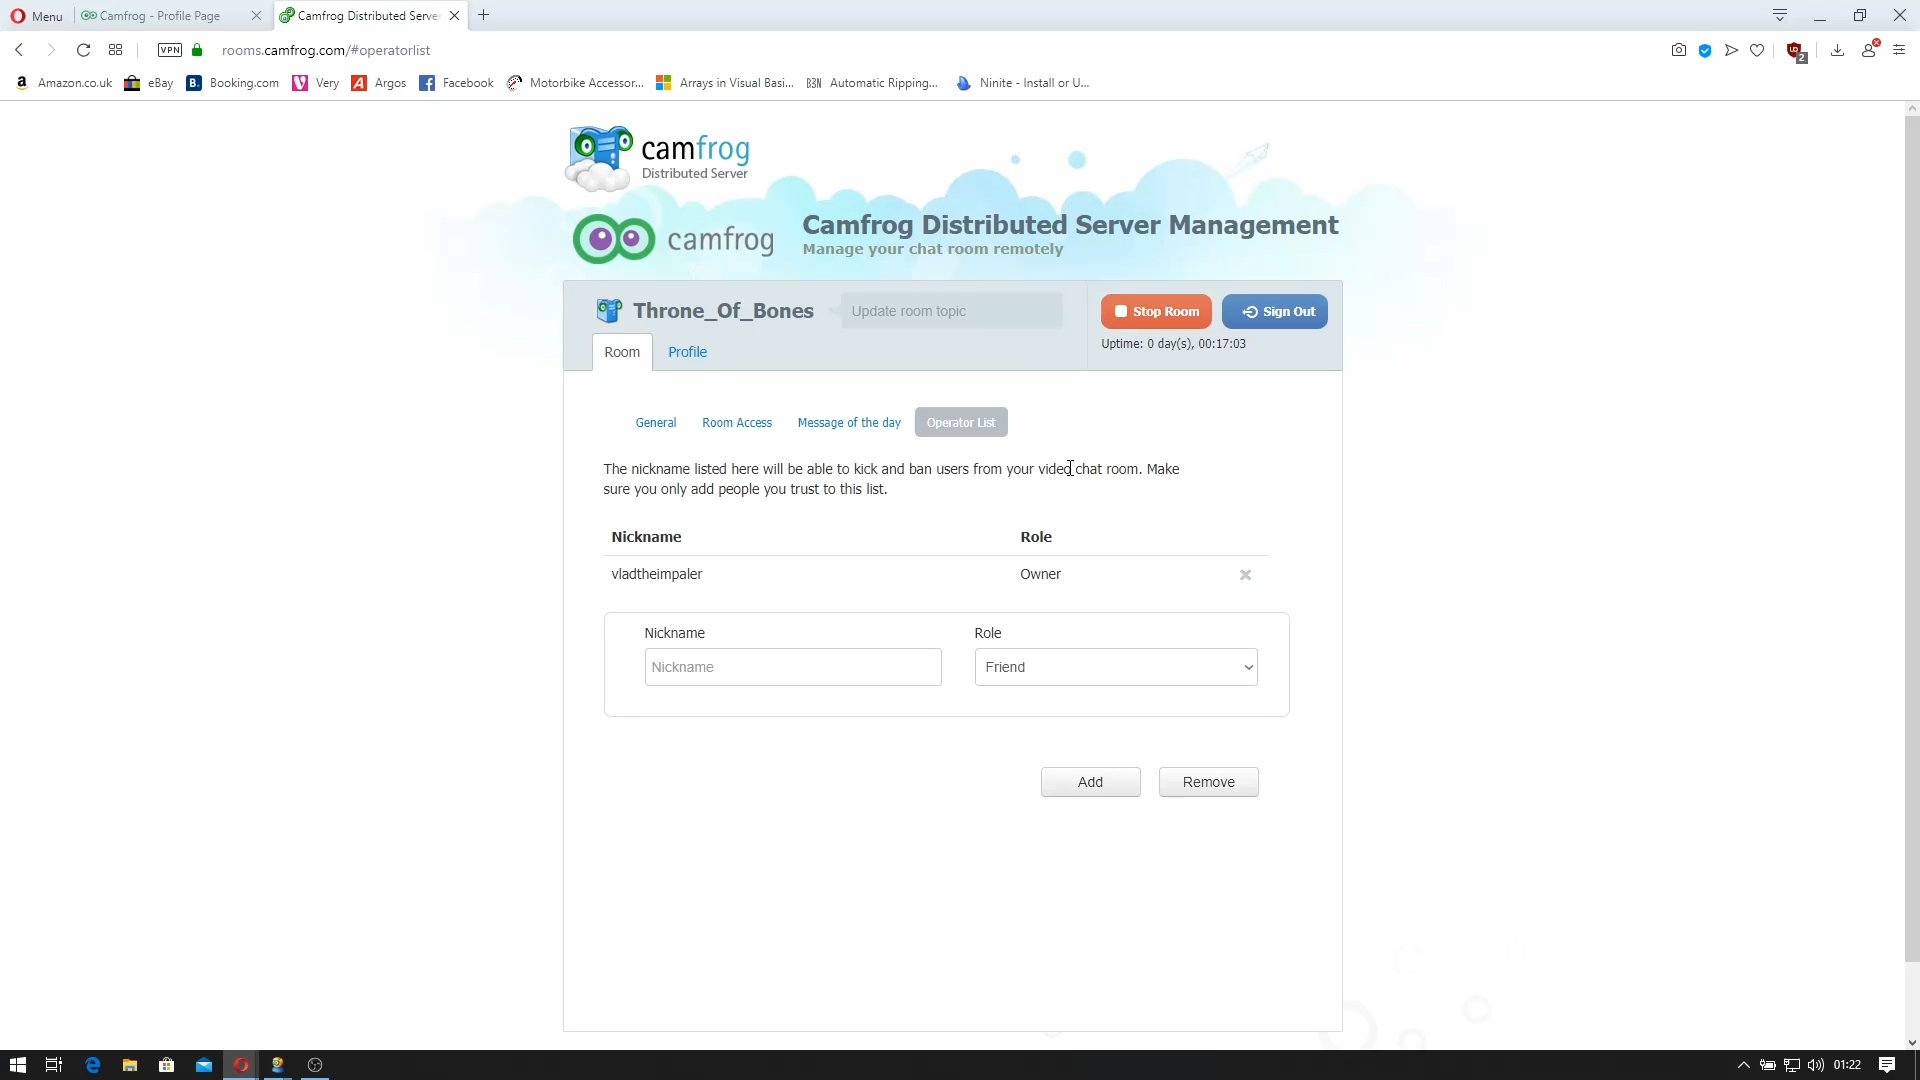 Menu
Camfrog - Profile Page
Camfrog Distributed Server
VPN
rooms.camfrog.com/#operatorlist
2
Amazon.co.uk
eBay
B. Booking.com
Very
Argos
Facebook
Motorbike Accessor...
Arrays in Visual Basi...
Automatic Ripping...
Ninite - Install or U...
camfrog
Distributed Server
camfrog
Camfrog Distributed Server Management
Manage your chat room remotely
Throne_Of_Bones
Update room topic
Stop Room
Sign Out
Uptime: 0 day(s), 00:17:03
Room
Profile
General
Room Access
Message of the day
Operator List
The nickname listed here will be able to kick and ban users from your video chat room. Make
sure you only add people you trust to this list.
Nickname
Role
vladtheimpaler
Owner
Nickname
Role
Nickname
Friend
Add
Remove
01:22